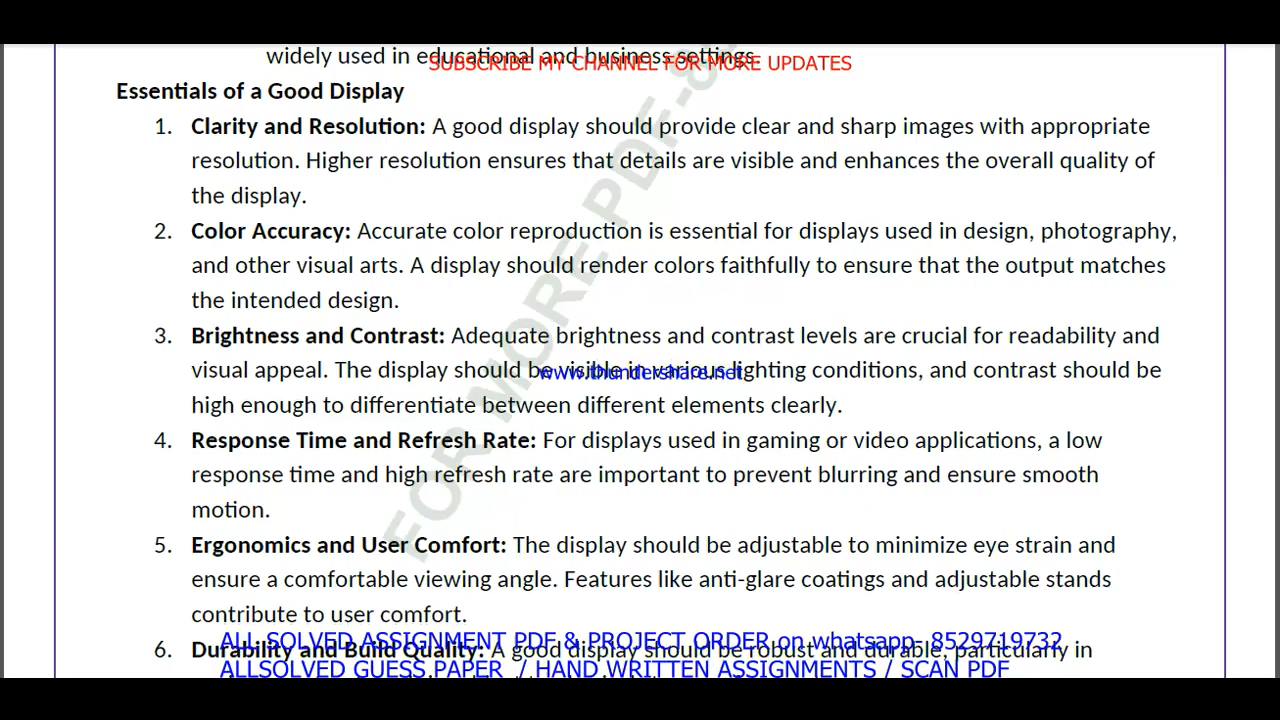 widely used in educational and business settings.
SUBSCRIBE MY CHANNEL FOR MORE UPDATES
Essentials of a Good Display
1. Clarity and Resolution: A good display should provide clear and sharp images with appropriate
resolution. Higher resolution ensures that details are visible and enhances the overall quality of
the display.
2. Color Accuracy: Accurate color reproduction is essential for displays used in design, photography,
and other visual arts. A display should render colors faithfully to ensure that the output matches
the intended design.
3. Brightness and Contrast: Adequate brightness and contrast levels are crucial for readability and
visual appeal. The display should be visible in various lighting conditions, and contrast should be
www.thundershare.net
high enough to differentiate between different elements clearly.
4. Response Time and Refresh Rate: For displays used in gaming or video applications, a low
response time and high refresh rate are important to prevent blurring and ensure smooth
motion.
5. Ergonomics and User Comfort: The display should be adjustable to minimize eye strain and
ensure a comfortable viewing angle. Features like anti-glare coatings and adjustable stands
contribute to user comfort.
ALL SOLVED ASSIGNMENT PDF & PROJECT ORDER on whatsapp- 8529719732
6. Durability and Build Quality: A good display should be robust and durable, particularly in
ALLSOLVED GUESS PAPER / HAND WRITTEN ASSIGNMENTS / SCAN PDF
FOR MORE PDF-8